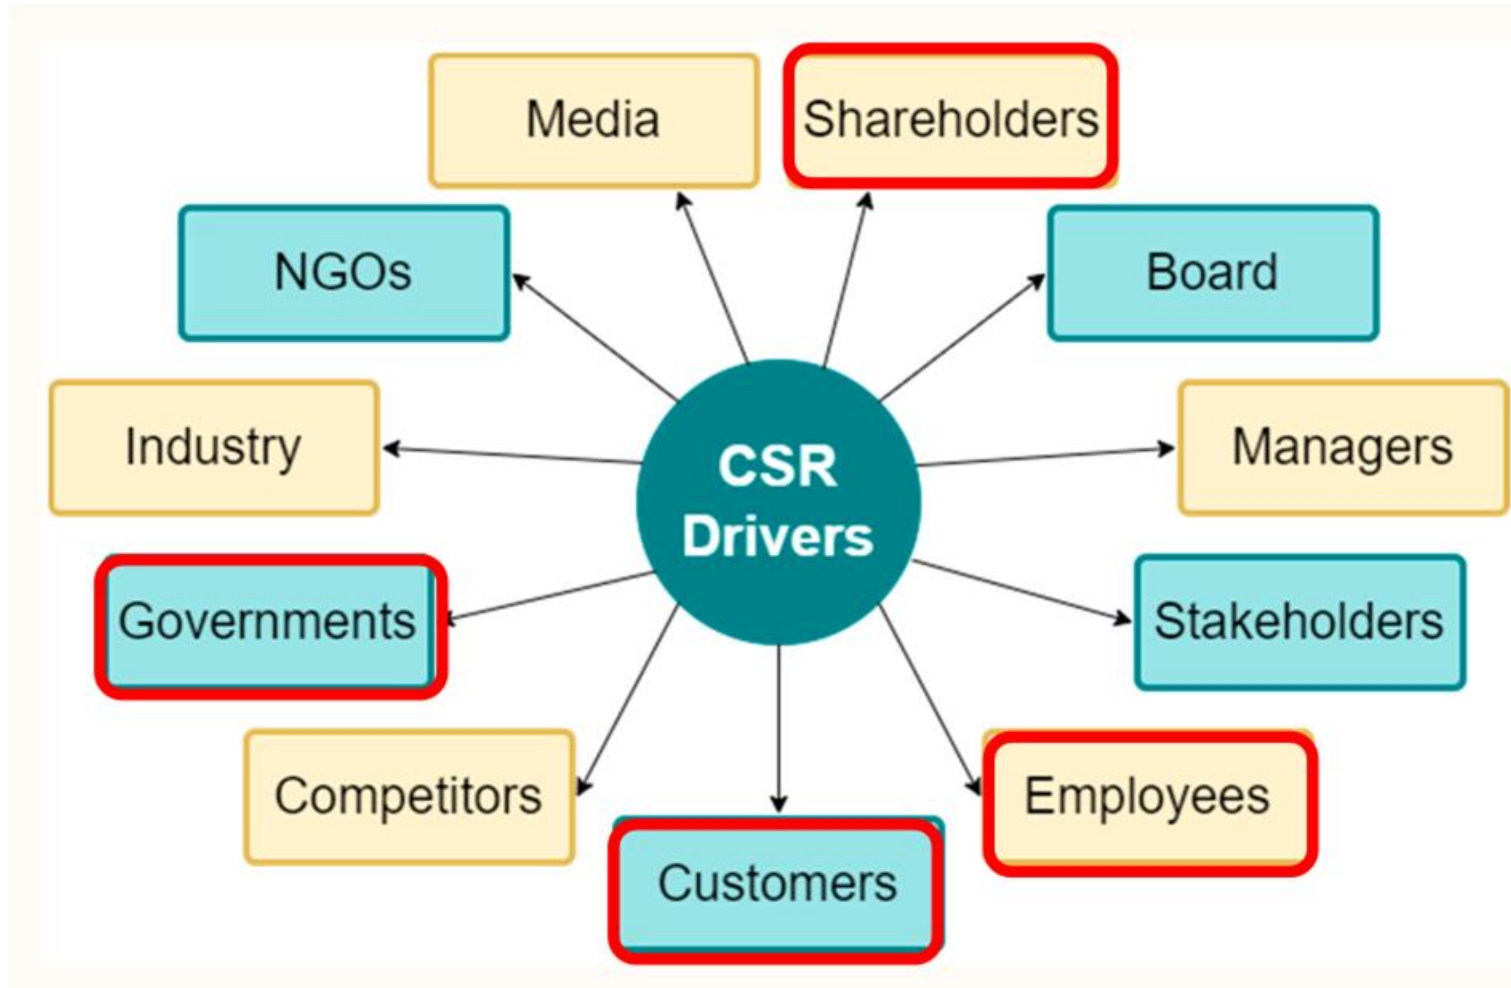 Media
Shareholders
NGOs
Board
Industry
CSR
Drivers
Managers
Governments
Stakeholders
Competitors
Employees
Customers